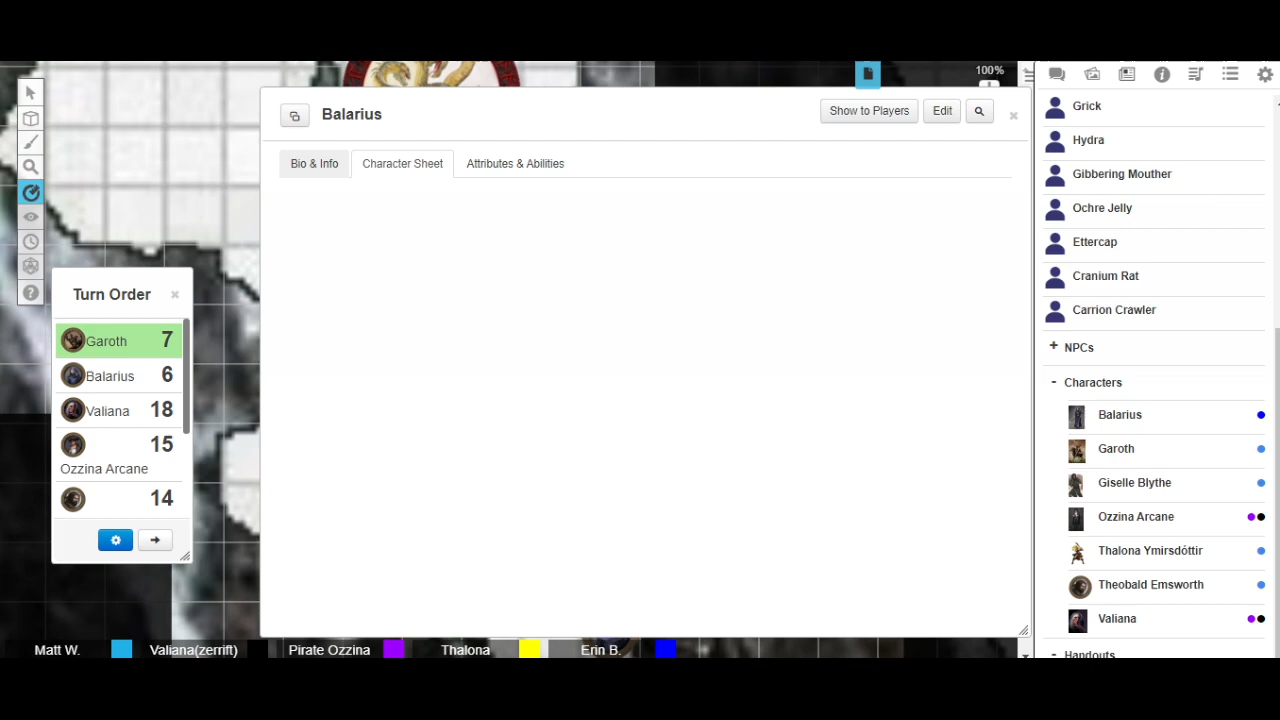 100%
Balarius
Show to Players
Edit
Bio & Info
Character Sheet
Attributes & Abilities
Turn Order
Garoth 7
Balarius 6
Valiana 18
15
Ozzina Arcane
14
Grick
Hydra
Gibbering Mouther
Ochre Jelly
Ettercap
Cranium Rat
Carrion Crawler
+ NPCs
- Characters
Balarius
Garoth
Giselle Blythe
Ozzina Arcane
Thalona Ymirsdóttir
Theobald Emsworth
Valiana
- Handouts
Matt W.
Valiana(zerrift)
Pirate Ozzina
Thalona
Erin B.